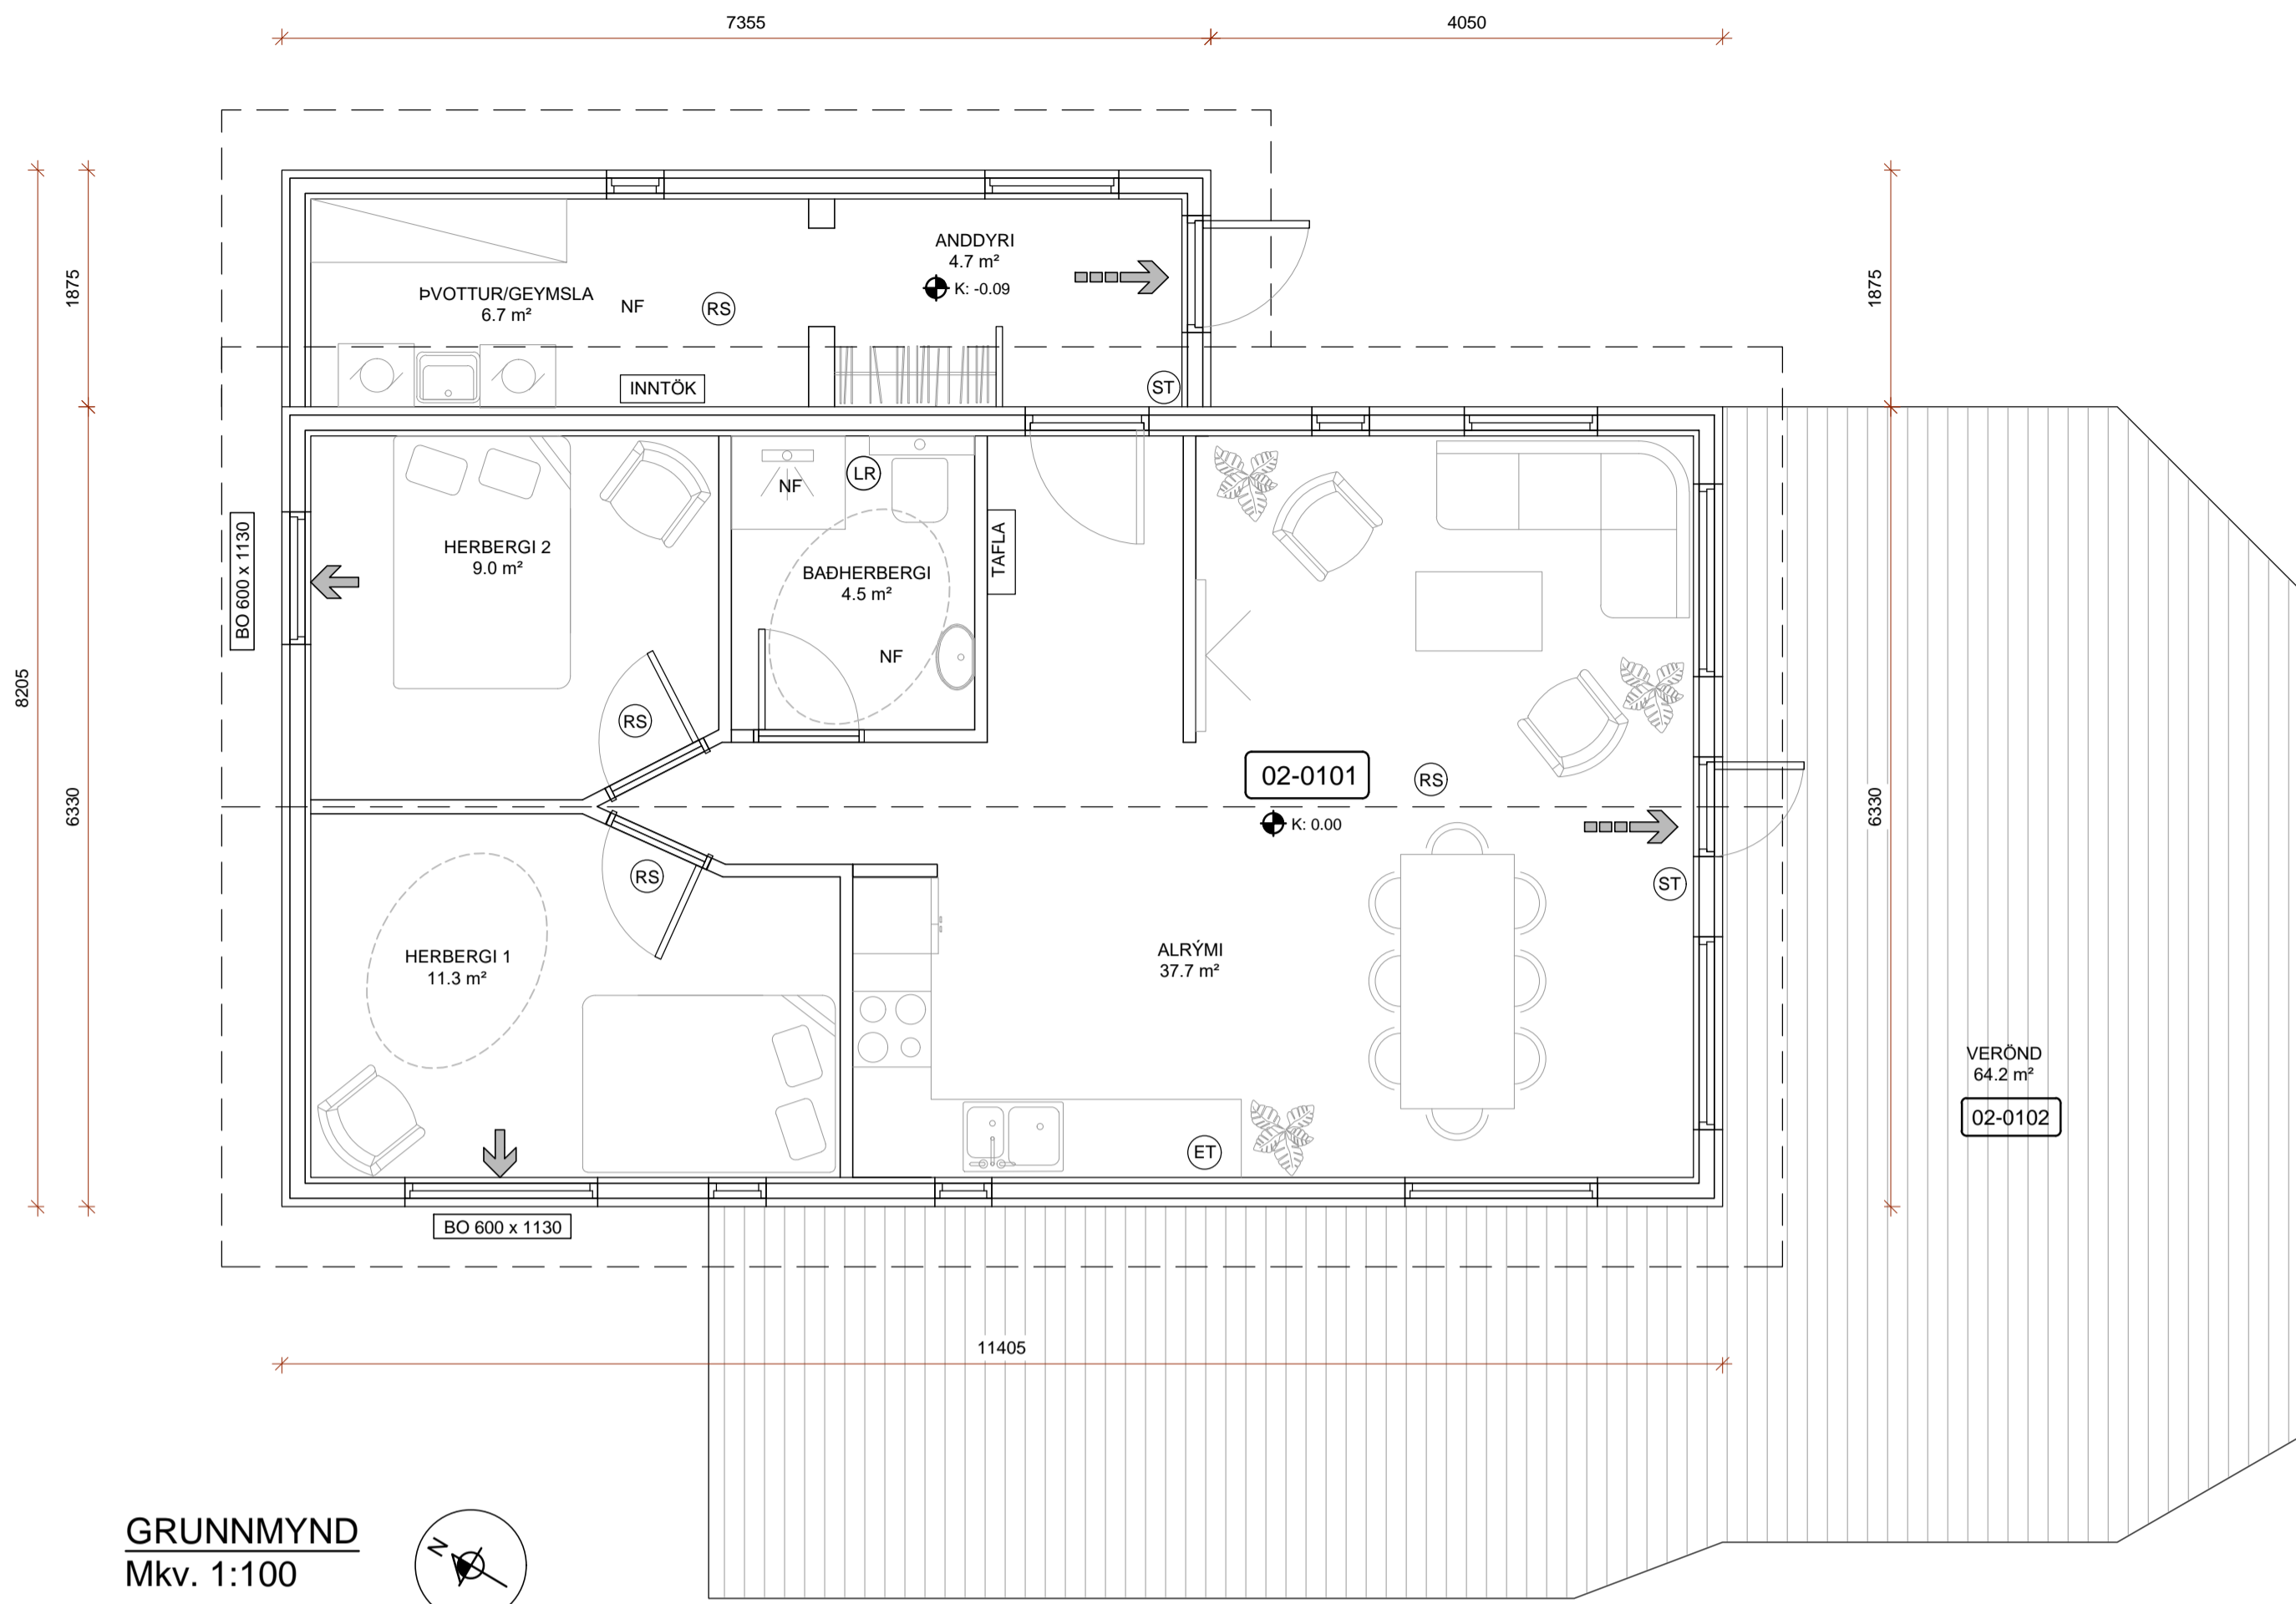 7355
4050
ANDDYRI
4.7 m²
K: -0.09
ÞVOTTUR/GEYMSLA
6.7 m²
NF
RS
1875
1875
INNTÖK
ST
LR
NF
BO 600 x 1130
HERBERGI 2
9.0 m²
TAFLA
BAÐHERBERGI
4.5 m²
NF
8205
RS
02-0101
RS
6330
6330
K: 0.00
RS
ST
HERBERGI 1
11.3 m²
ALRÝMI
37.7 m²
VERÖND
64.2 m²
02-0102
ET
BO 600 x 1130
11405
GRUNNMYND
Mkv. 1:100
N